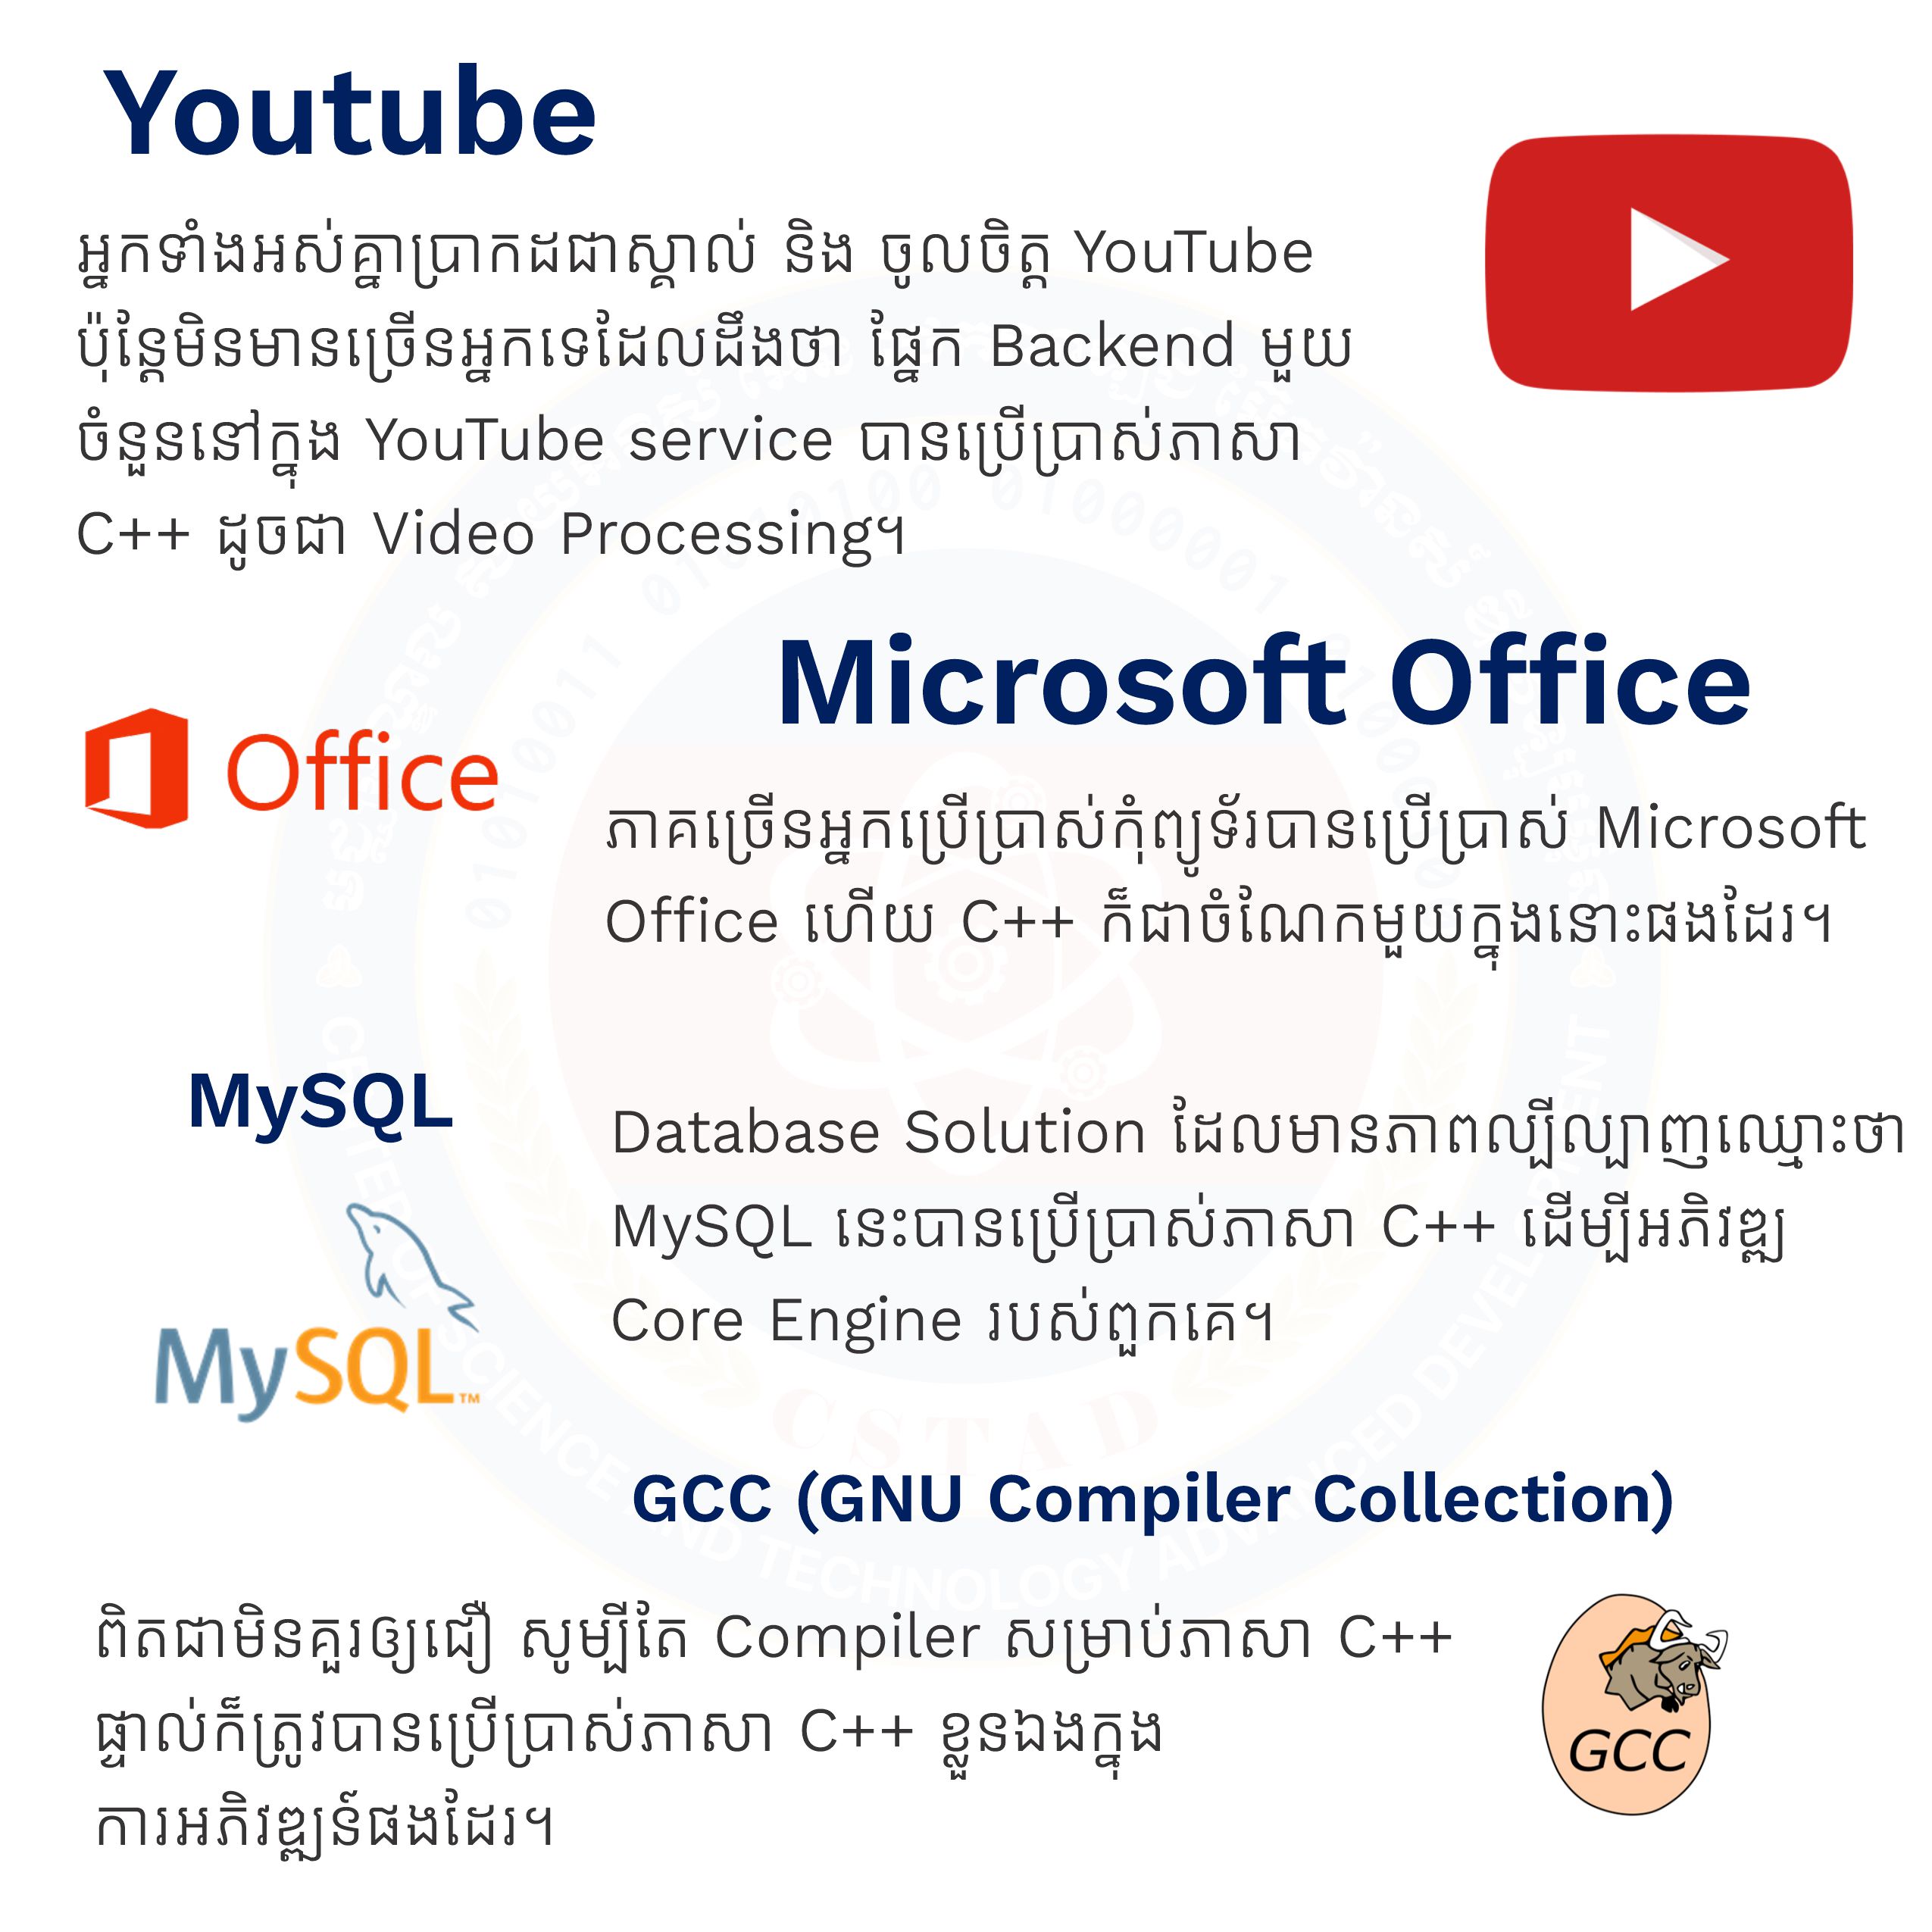 Youtube
អ្នកទាំងអស់គ្នាប្រាកដជាស្គាល់ និង ចូលចិត្ត YouTube
ប៉ុន្តែមិនមានច្រើនអ្នកទេដែលដឹងថា ផ្នែក Backend មួយ
ចំនួននៅក្នុង YouTube service បានប្រើប្រាស់ភាសា
C++ ដូចជា Video Processing។
Microsoft Office
Office
ភាគច្រើនអ្នកប្រើប្រាស់កុំព្យូទ័របានប្រើប្រាស់ Microsoft
Office ហើយ C++ ក៏ជាចំណែកមួយក្នុងនោះផងដែរ។
MySQL
Database Solution ដែលមានភាពល្បីល្បាញឈ្មោះថា
MySQL នេះបានប្រើប្រាស់ភាសា C++ ដើម្បីអភិវឌ្ឍ
Core Engine របស់ពួកគេ។
MySQL™
GCC (GNU Compiler Collection)
ពិតជាមិនគួរឲ្យជឿ សូម្បីតែ Compiler សម្រាប់ភាសា C++
ផ្ទាល់ក៏ត្រូវបានប្រើប្រាស់ភាសា C++ ខ្លួនឯងក្នុង
ការអភិវឌ្ឍន៍ផងដែរ។
GCC
CSTAD